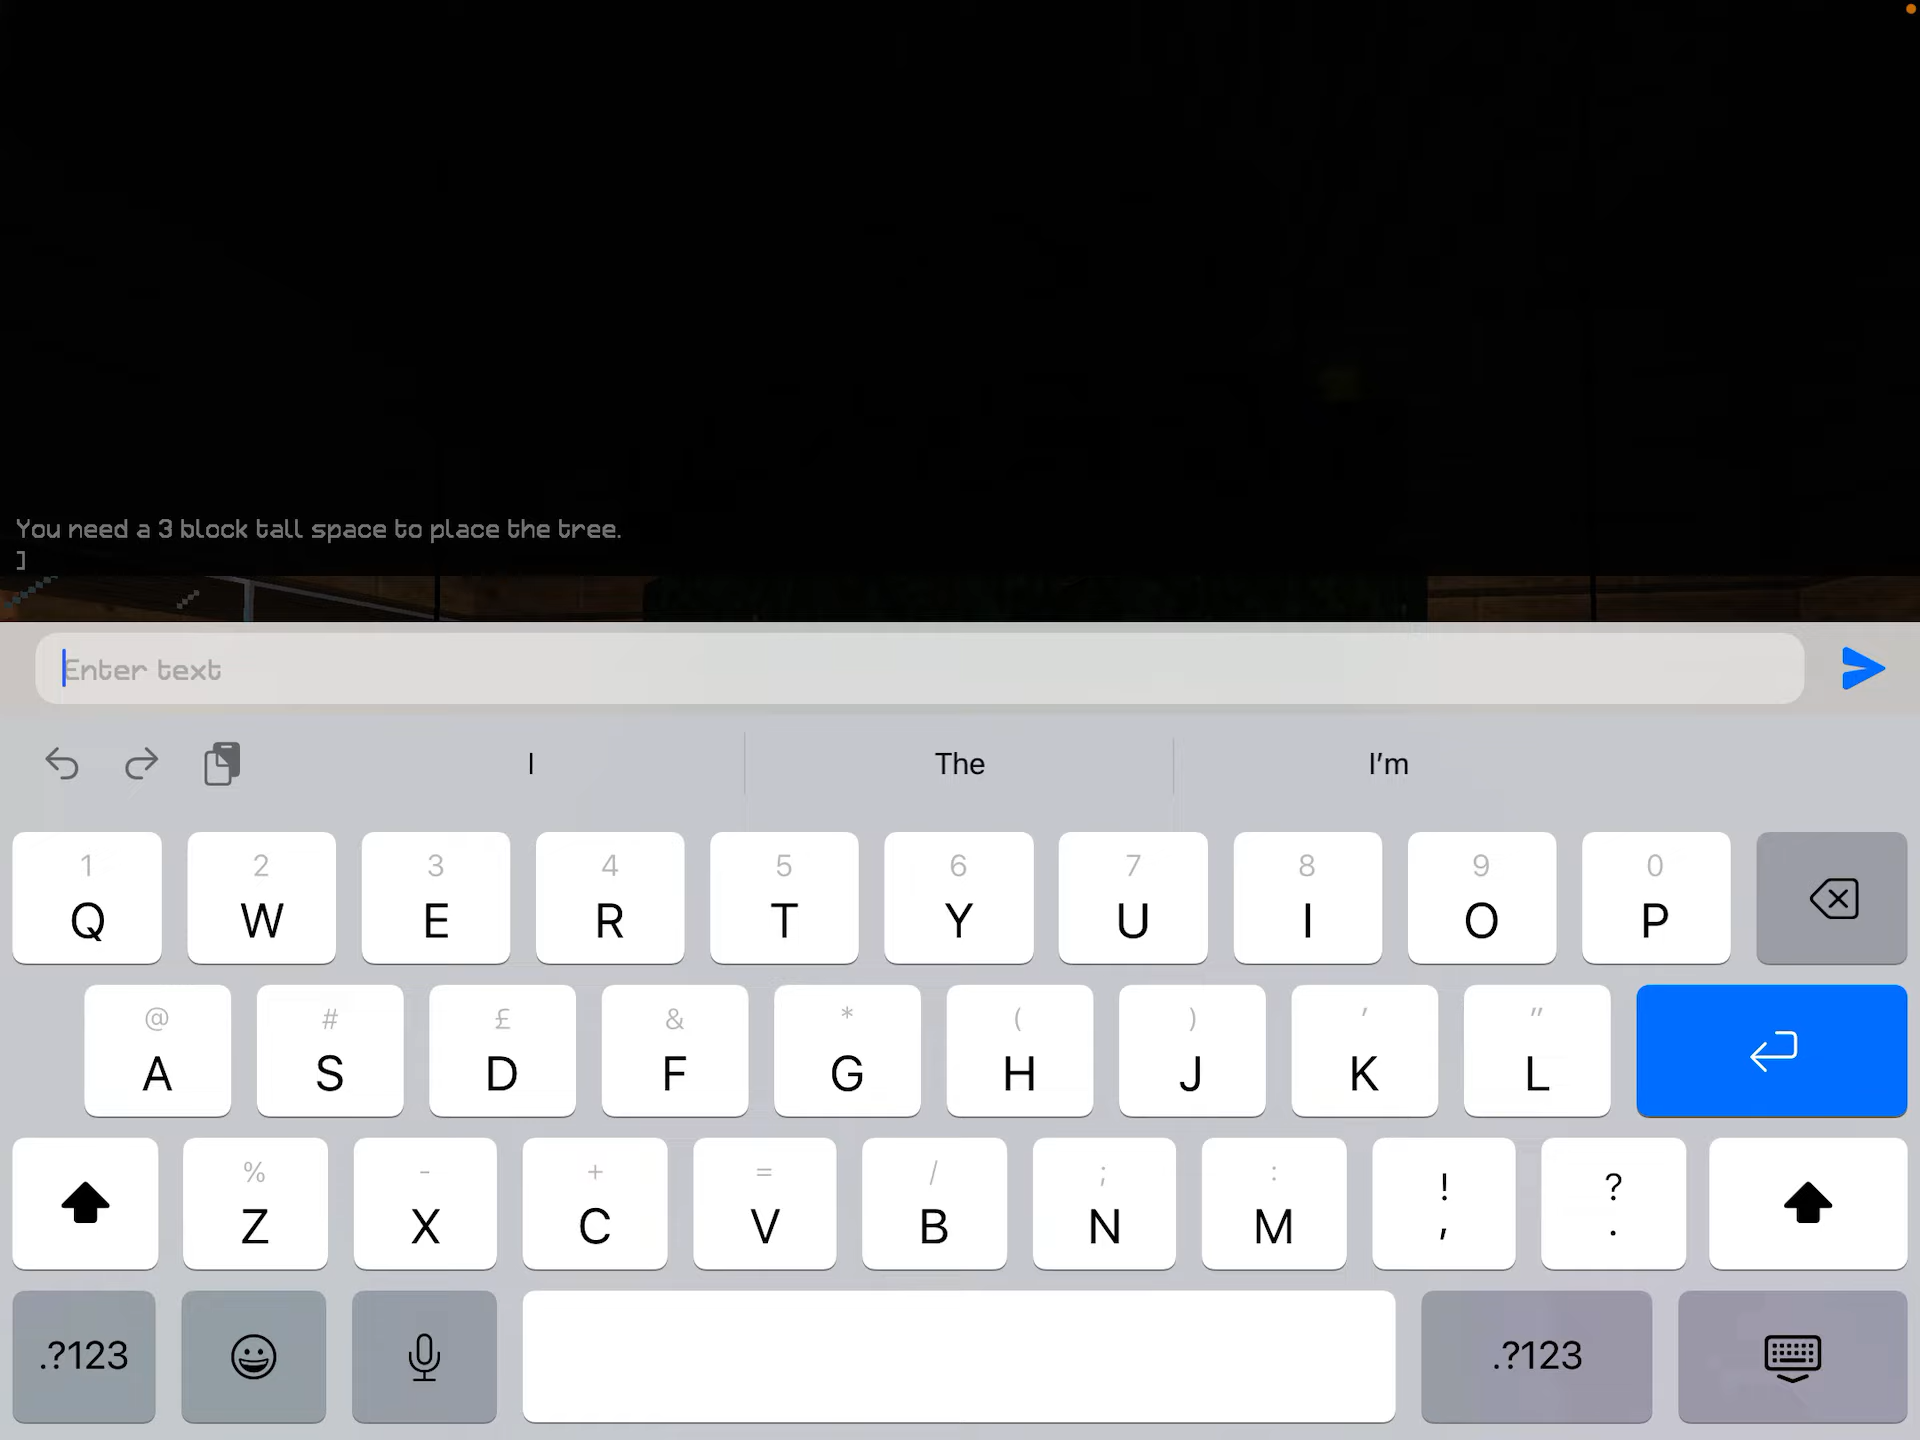 You need a 3 block tall space to place the tree.
]
Enter text
I The I’m
1 2 3 4 5 6 7 8 9 0
Q W E R T Y U I O P
@ # £ & * ( ) ' "
A S D F G H J K L
% - + = / ; : ! ?
Z X C V B N M , .
.?123 .?123